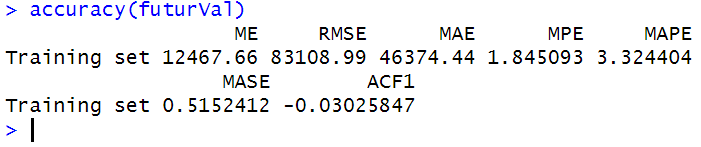 > accuracy(futurVal)
                   ME     RMSE      MAE      MPE     MAPE
Training set 12467.66 83108.99 46374.44 1.845093 3.324404
                  MASE        ACF1
Training set 0.5152412 -0.03025847
>